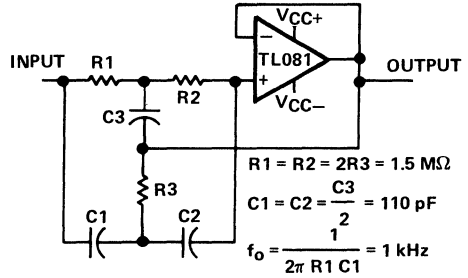 VCC+
−
TL081
+
VCC−
INPUT
R1
R2
OUTPUT
C3
R3
C1
C2
R1 = R2 = 2R3 = 1.5 MΩ
C1 = C2 = C3/2 = 110 pF
fo = 1/2π R1 C1 = 1 kHz